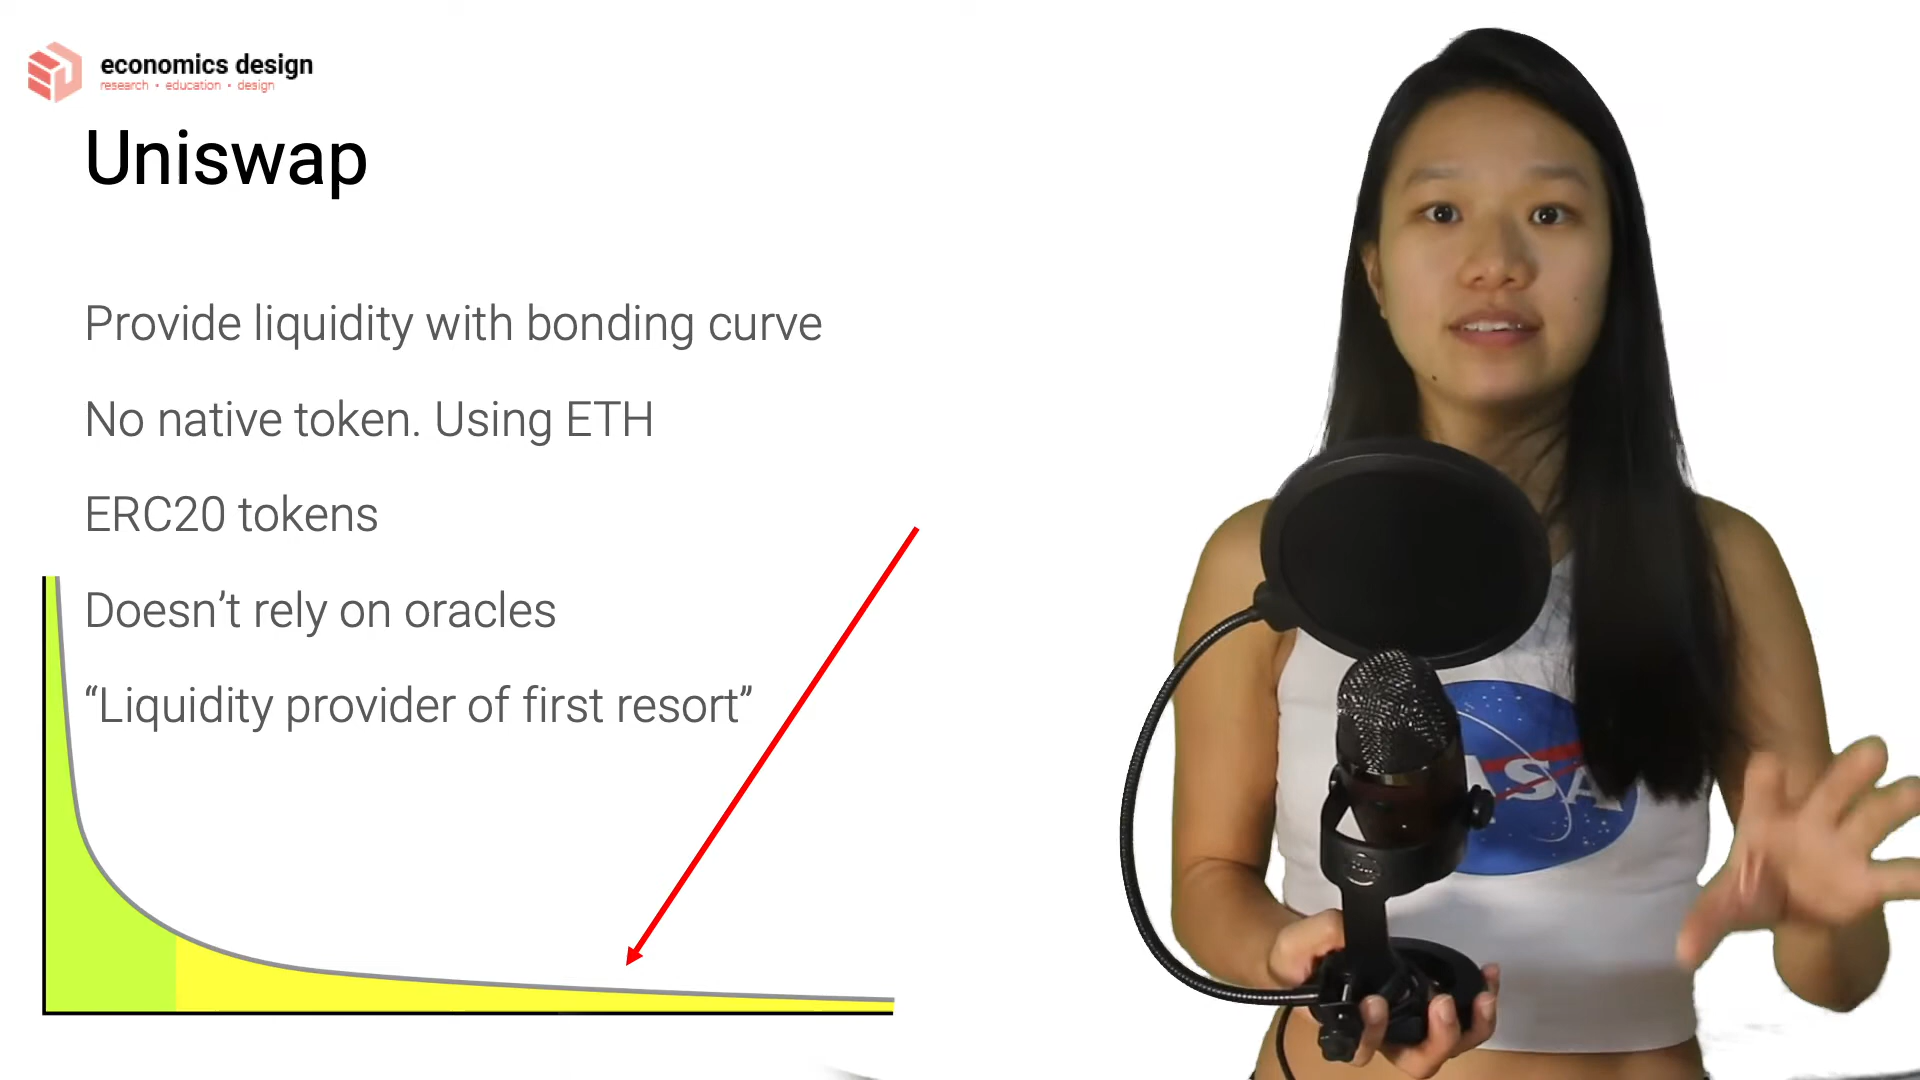 economics design
research • education • design
Uniswap
Provide liquidity with bonding curve
No native token. Using ETH
ERC20 tokens
Doesn’t rely on oracles
“Liquidity provider of first resort”
ASA